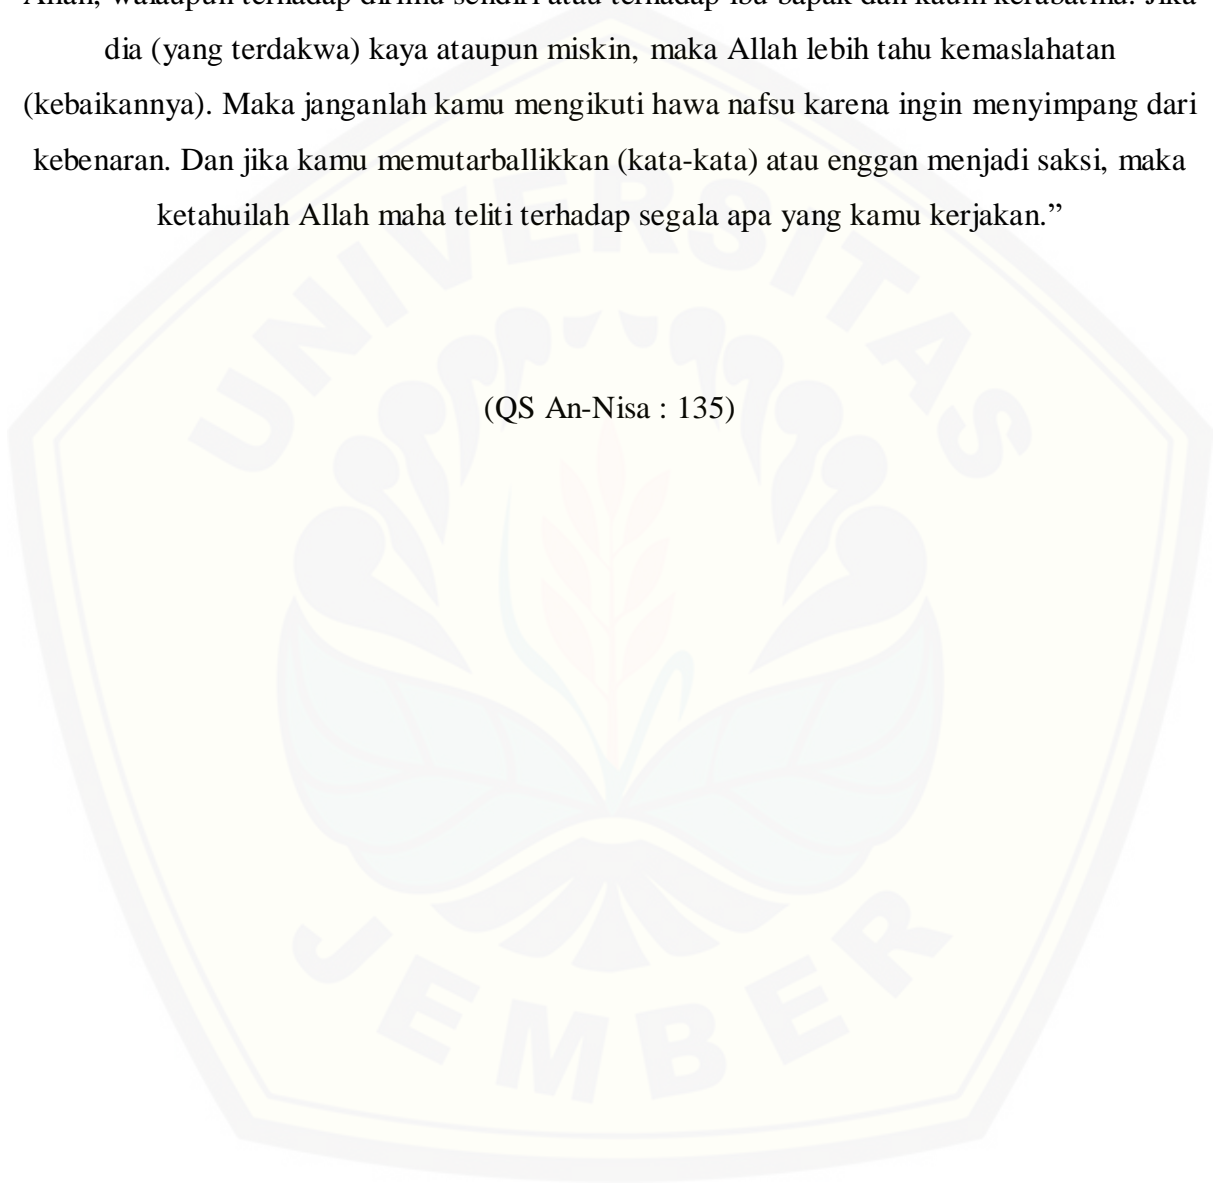 dia (yang terdakwa) kaya ataupun miskin, maka Allah lebih tahu kemaslahatan
(kebaikannya). Maka janganlah kamu mengikuti hawa nafsu karena ingin menyimpang dari
kebenaran. Dan jika kamu memutarballikkan (kata-kata) atau enggan menjadi saksi, maka
ketahuilah Allah maha teliti terhadap segala apa yang kamu kerjakan.”
(QS An-Nisa : 135)
UNIVERSITAS
JEMBER